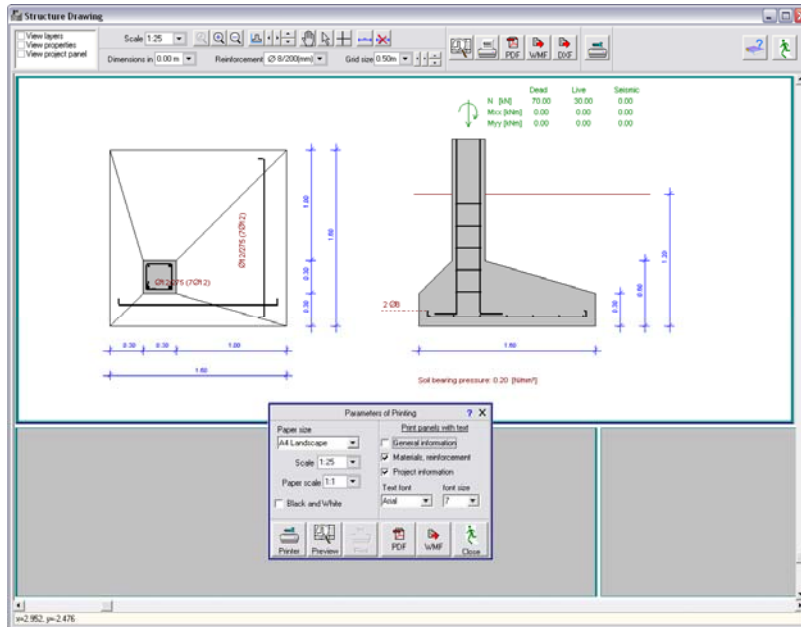 Structure Drawing
View layers
View properties
View project panel
Scale 1:25
Dimensions in 0.00 m
Reinforcement Ø 8/200(mm)
Grid size 0.50m
PDF
WMF
DXF
Dead Live Seismic
N [kN] 70.00 30.00 0.00
Mxx [kNm] 0.00 0.00 0.00
Myy [kNm] 0.00 0.00 0.00
Ø12/275 (7Ø12)
Ø12/275 (7Ø12)
1.00
0.30
0.30
1.60
0.30 0.30 1.00
1.60
2 Ø8
1.60
0.30
0.60
1.20
Soil bearing pressure: 0.20 [N/mm²]
Parameters of Printing
? X
Paper size
A4 Landscape
Scale 1:25
Paper scale 1:1
Black and White
Print panels with text
General information
Materials, reinforcement
Project information
Text font font size
Arial 7
Printer
Preview
PDF
WMF
Close
x=2.952, y=-2.476